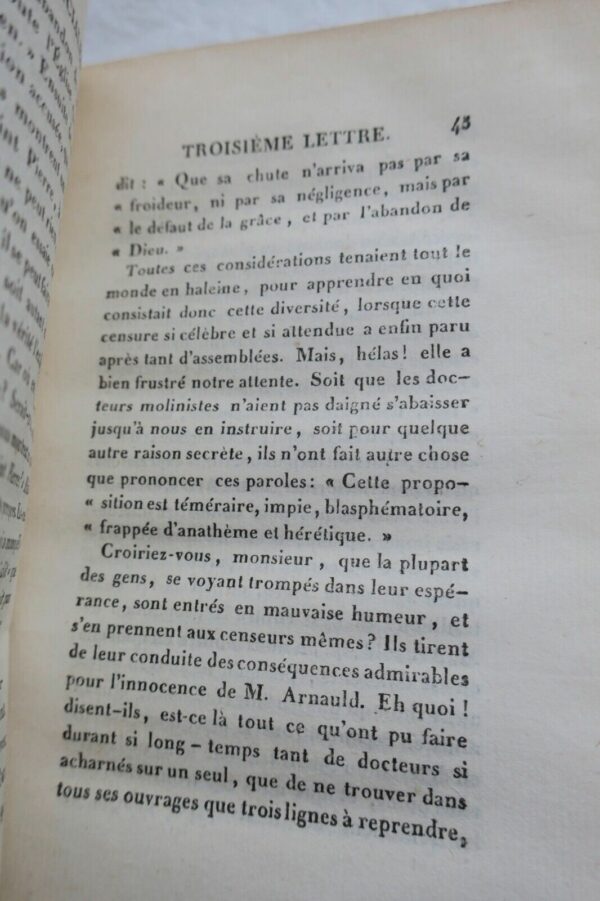 TROISIÈME LETTRE. 43
dit : « Que sa chute n'arriva pas par sa
« froideur, ni par sa négligence, mais par
« le défaut de la grâce, et par l'abandon de
« Dieu. »
Toutes ces considérations tenaient tout le
monde en haleine, pour apprendre en quoi
consistait donc cette diversité, lorsque cette
censure si célèbre et si attendue a enfin paru
après tant d'assemblées. Mais, hélas! elle a
bien frustré notre attente. Soit que les doc-
teurs molinistes n'aient pas daigné s'abaisser
jusqu'à nous en instruire, soit pour quelque
autre raison secrète, ils n'ont fait autre chose
que prononcer ces paroles: « Cette propo-
« sition est téméraire, impie, blasphématoire,
« frappée d'anathème et hérétique. »
Croiriez-vous, monsieur, que la plupart
des gens, se voyant trompés dans leur espé-
rance, sont entrés en mauvaise humeur, et
s'en prennent aux censeurs mêmes? Ils tirent
de leur conduite des conséquences admirables
pour l'innocence de M. Arnauld. Eh quoi!
disent-ils, est-ce là tout ce qu'ont pu faire
durant si long-temps tant de docteurs si
acharnés sur un seul, que de ne trouver dans
tous ses ouvrages que trois lignes à reprendre,